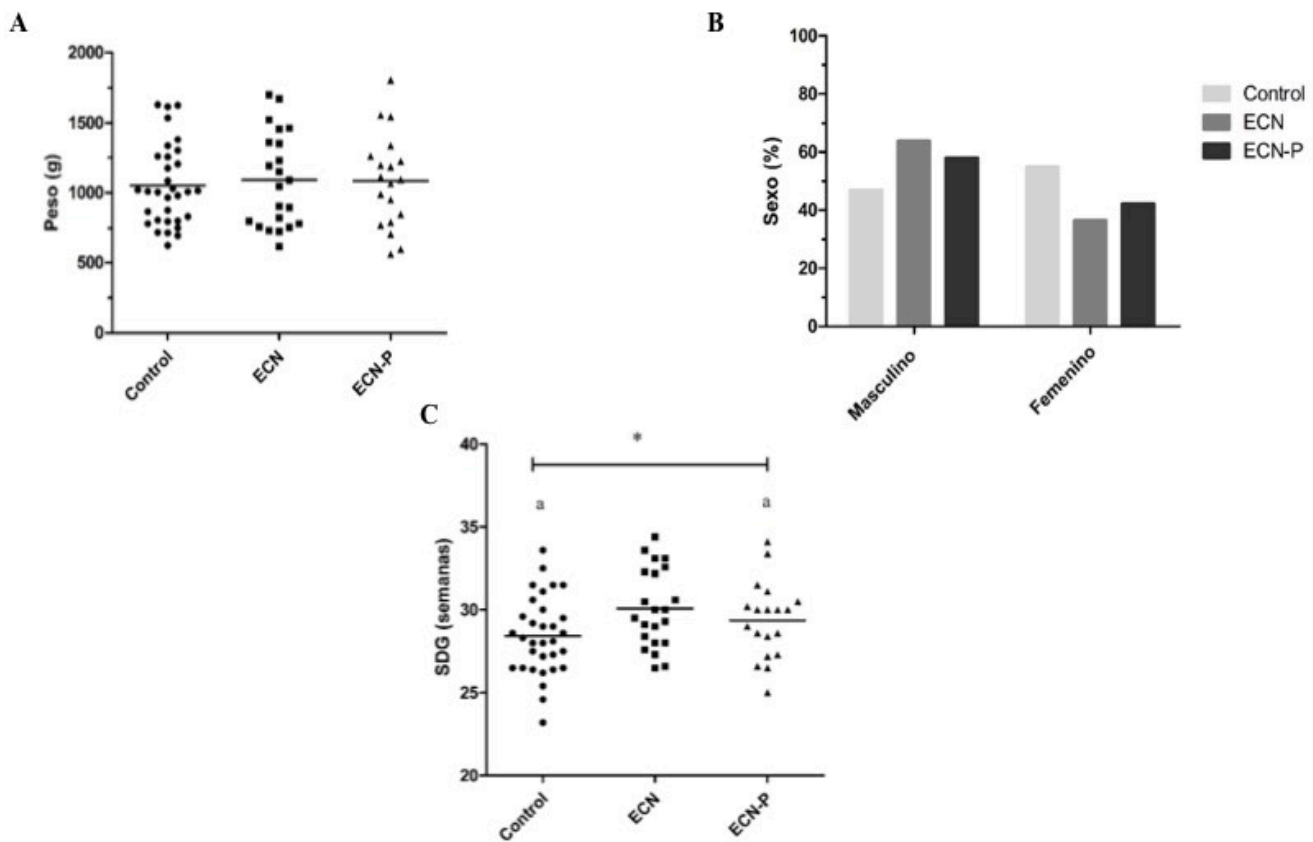 A
Peso (g)
2000
1500
1000
500
0
Control
ECN
ECN-P
B
Sexo (%)
100
80
60
40
20
0
Masculino
Femenino
Control
ECN
ECN-P
C
SDG (semanas)
40
35
30
25
20
*
a
a
Control
ECN
ECN-P